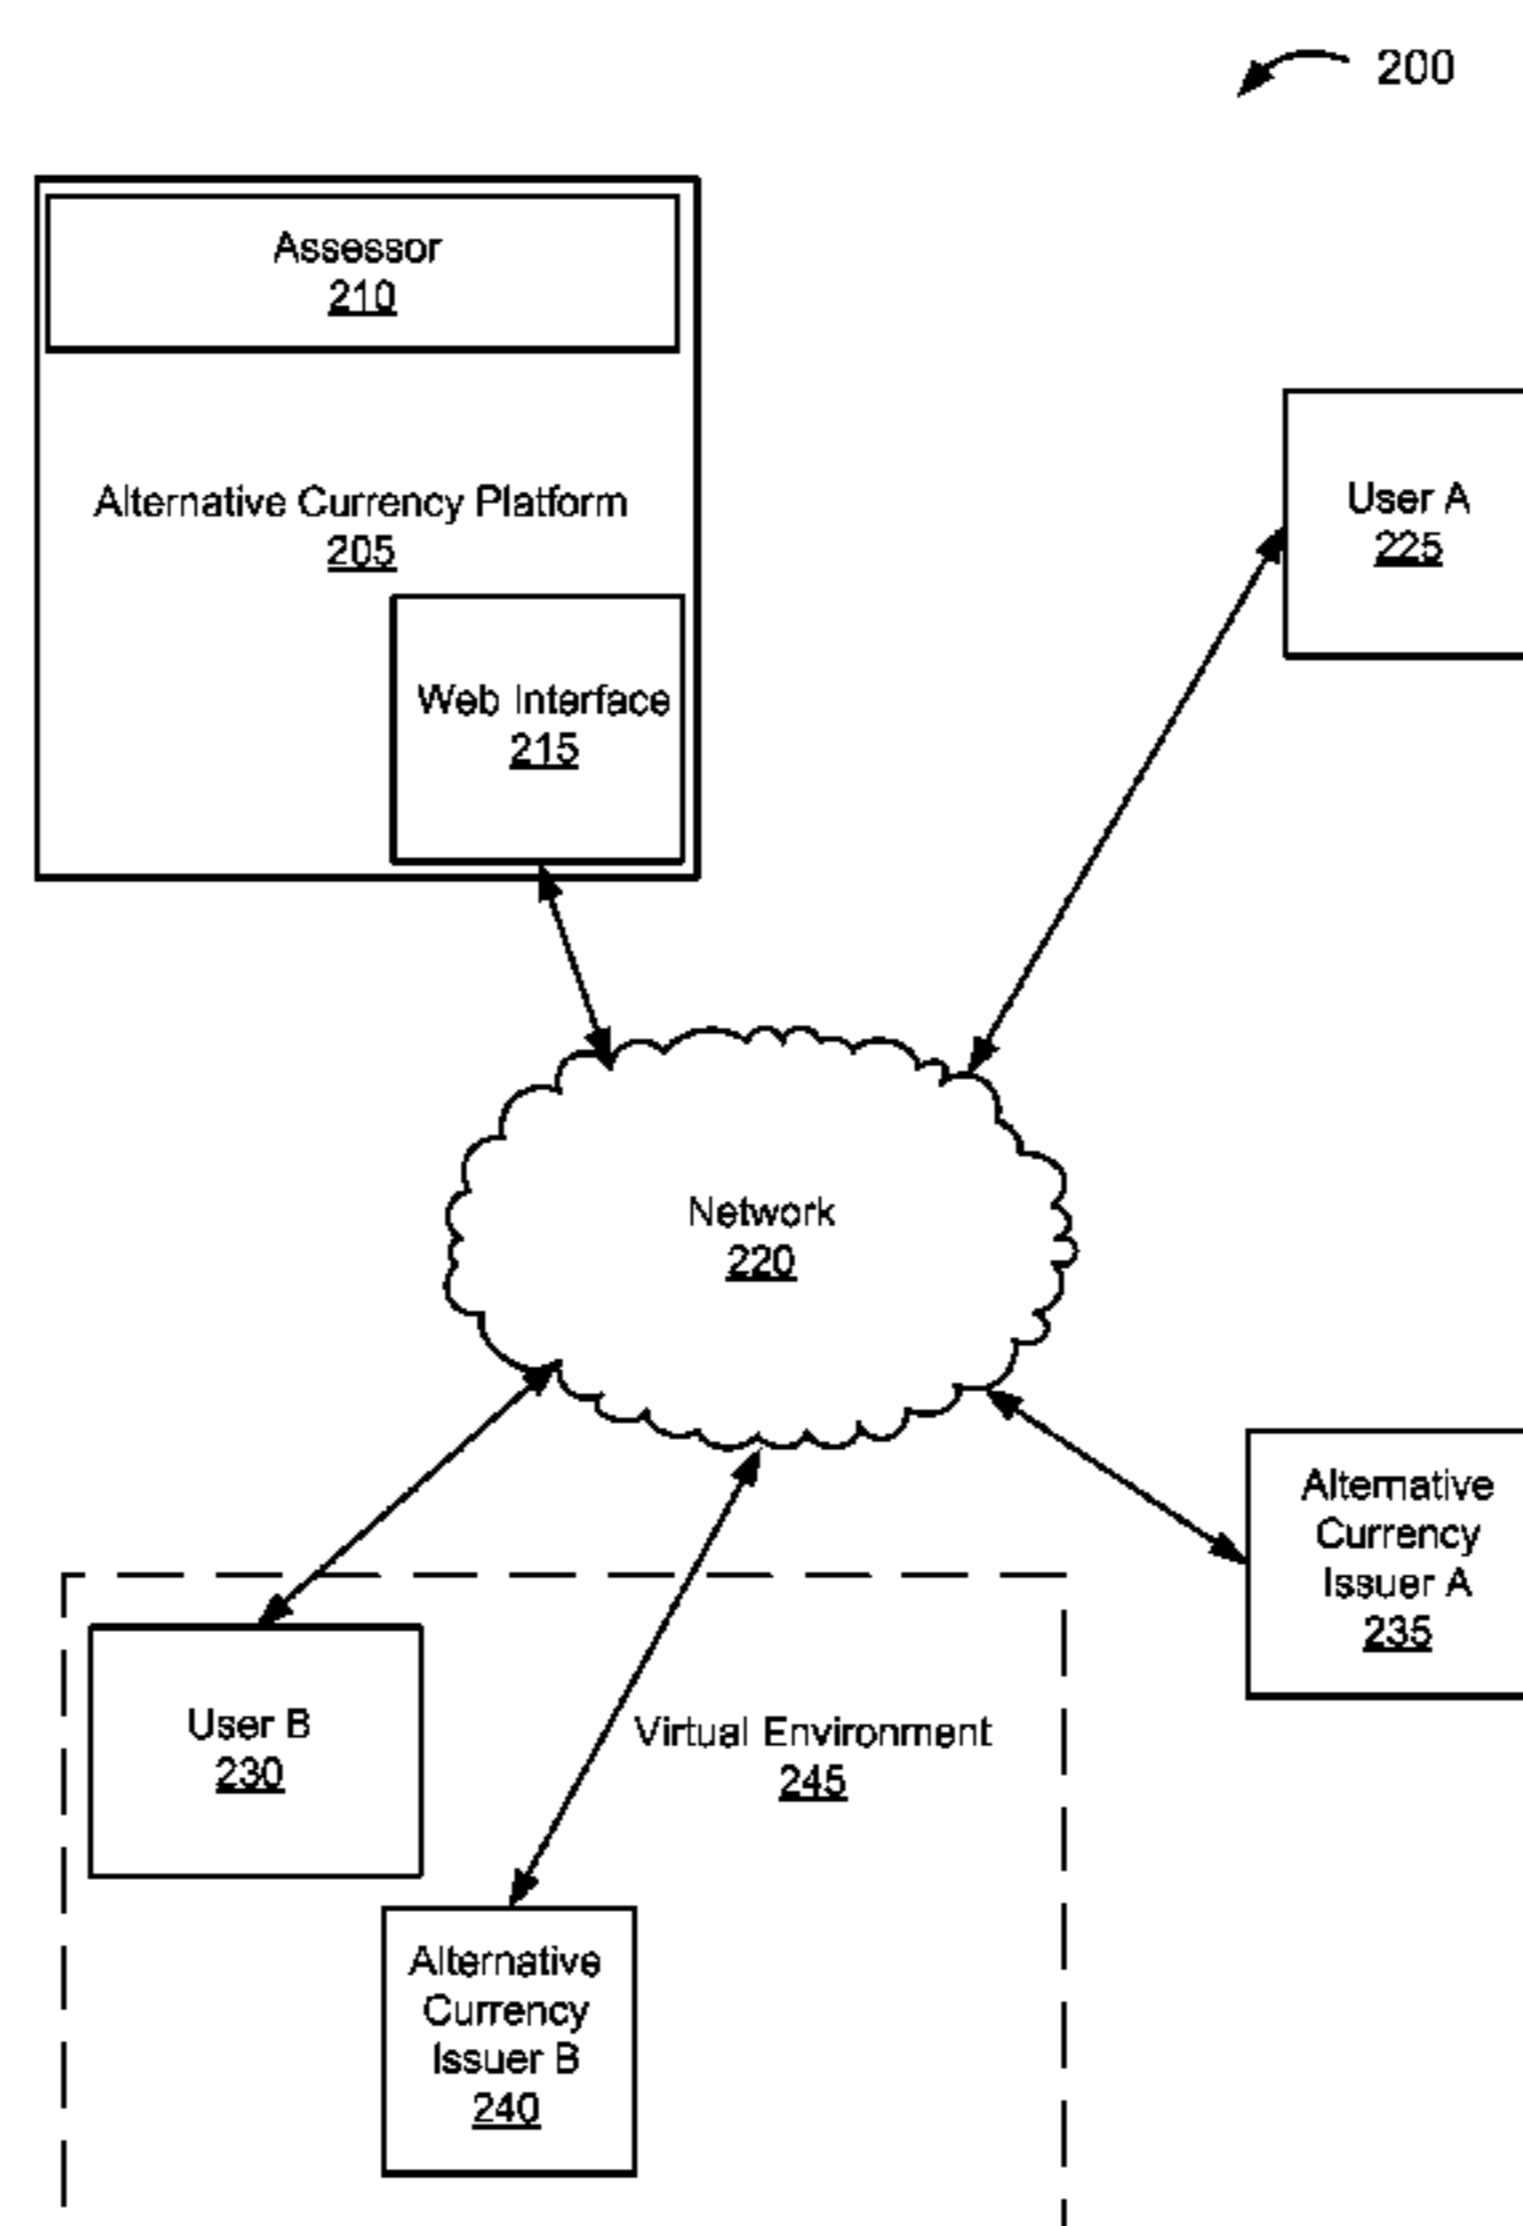 200
Assessor
210
Alternative Currency Platform
205
Web Interface
215
User A
225
Network
220
Alternative
Currency
Issuer A
235
User B
230
Virtual Environment
245
Alternative
Currency
Issuer B
240